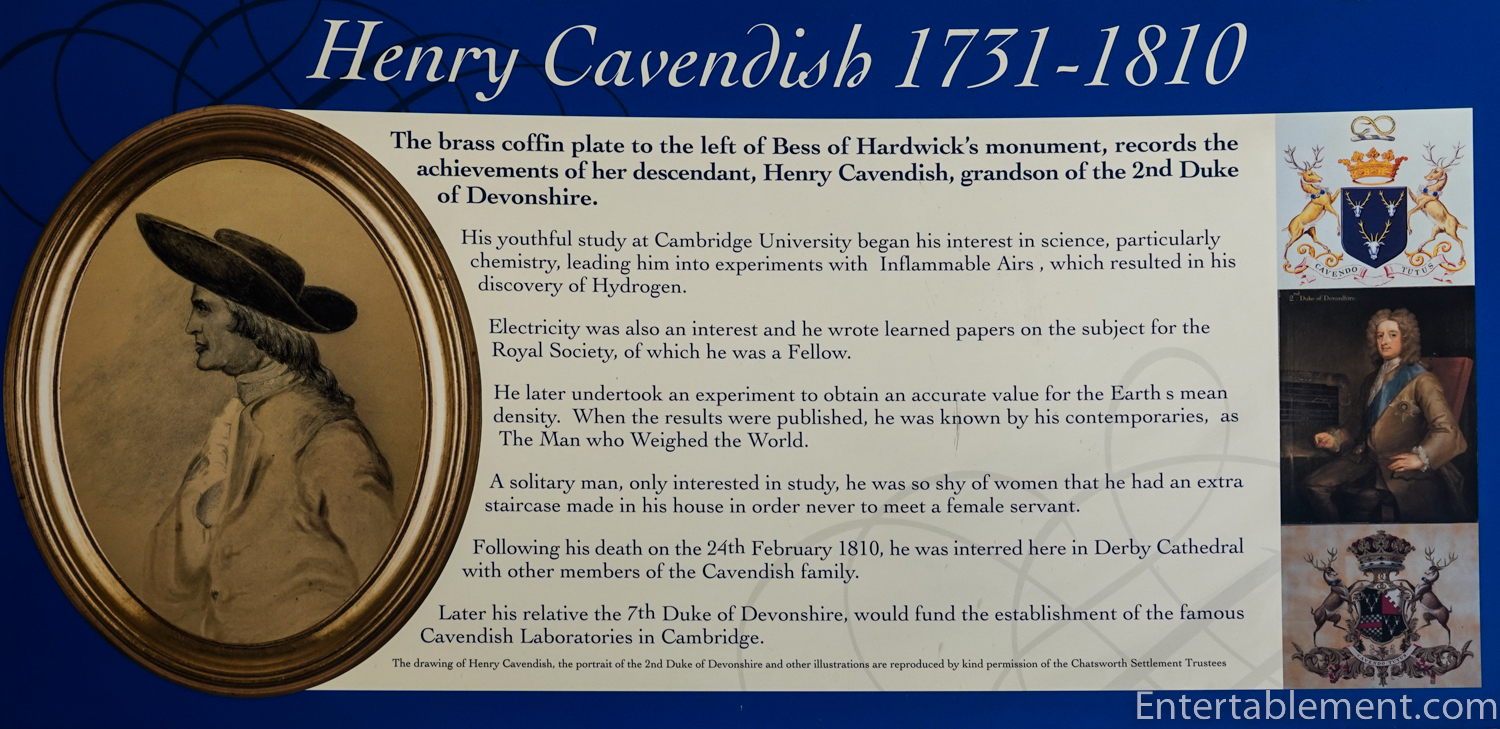 Henry Cavendish 1731-1810
The brass coffin plate to the left of Bess of Hardwick's monument, records the
achievements of her descendant, Henry Cavendish, grandson of the 2nd Duke
of Devonshire.
His youthful study at Cambridge University began his interest in science, particularly
chemistry, leading him into experiments with Inflammable Airs , which resulted in his
discovery of Hydrogen.
Electricity was also an interest and he wrote learned papers on the subject for the
Royal Society, of which he was a Fellow.
He later undertook an experiment to obtain an accurate value for the Earth s mean
density. When the results were published, he was known by his contemporaries, as
The Man who Weighed the World.
A solitary man, only interested in study, he was so shy of women that he had an extra
staircase made in his house in order never to meet a female servant.
Following his death on the 24th February 1810, he was interred here in Derby Cathedral
with other members of the Cavendish family.
Later his relative the 7th Duke of Devonshire, would fund the establishment of the famous
Cavendish Laboratories in Cambridge.
The drawing of Henry Cavendish, the portrait of the 2nd Duke of Devonshire and other illustrations are reproduced by kind permission of the Chatsworth Settlement Trustees
CAVENDO TUTUS
2nd Duke of Devonshire.
CAVENDO TUTUS
Entertablement.com